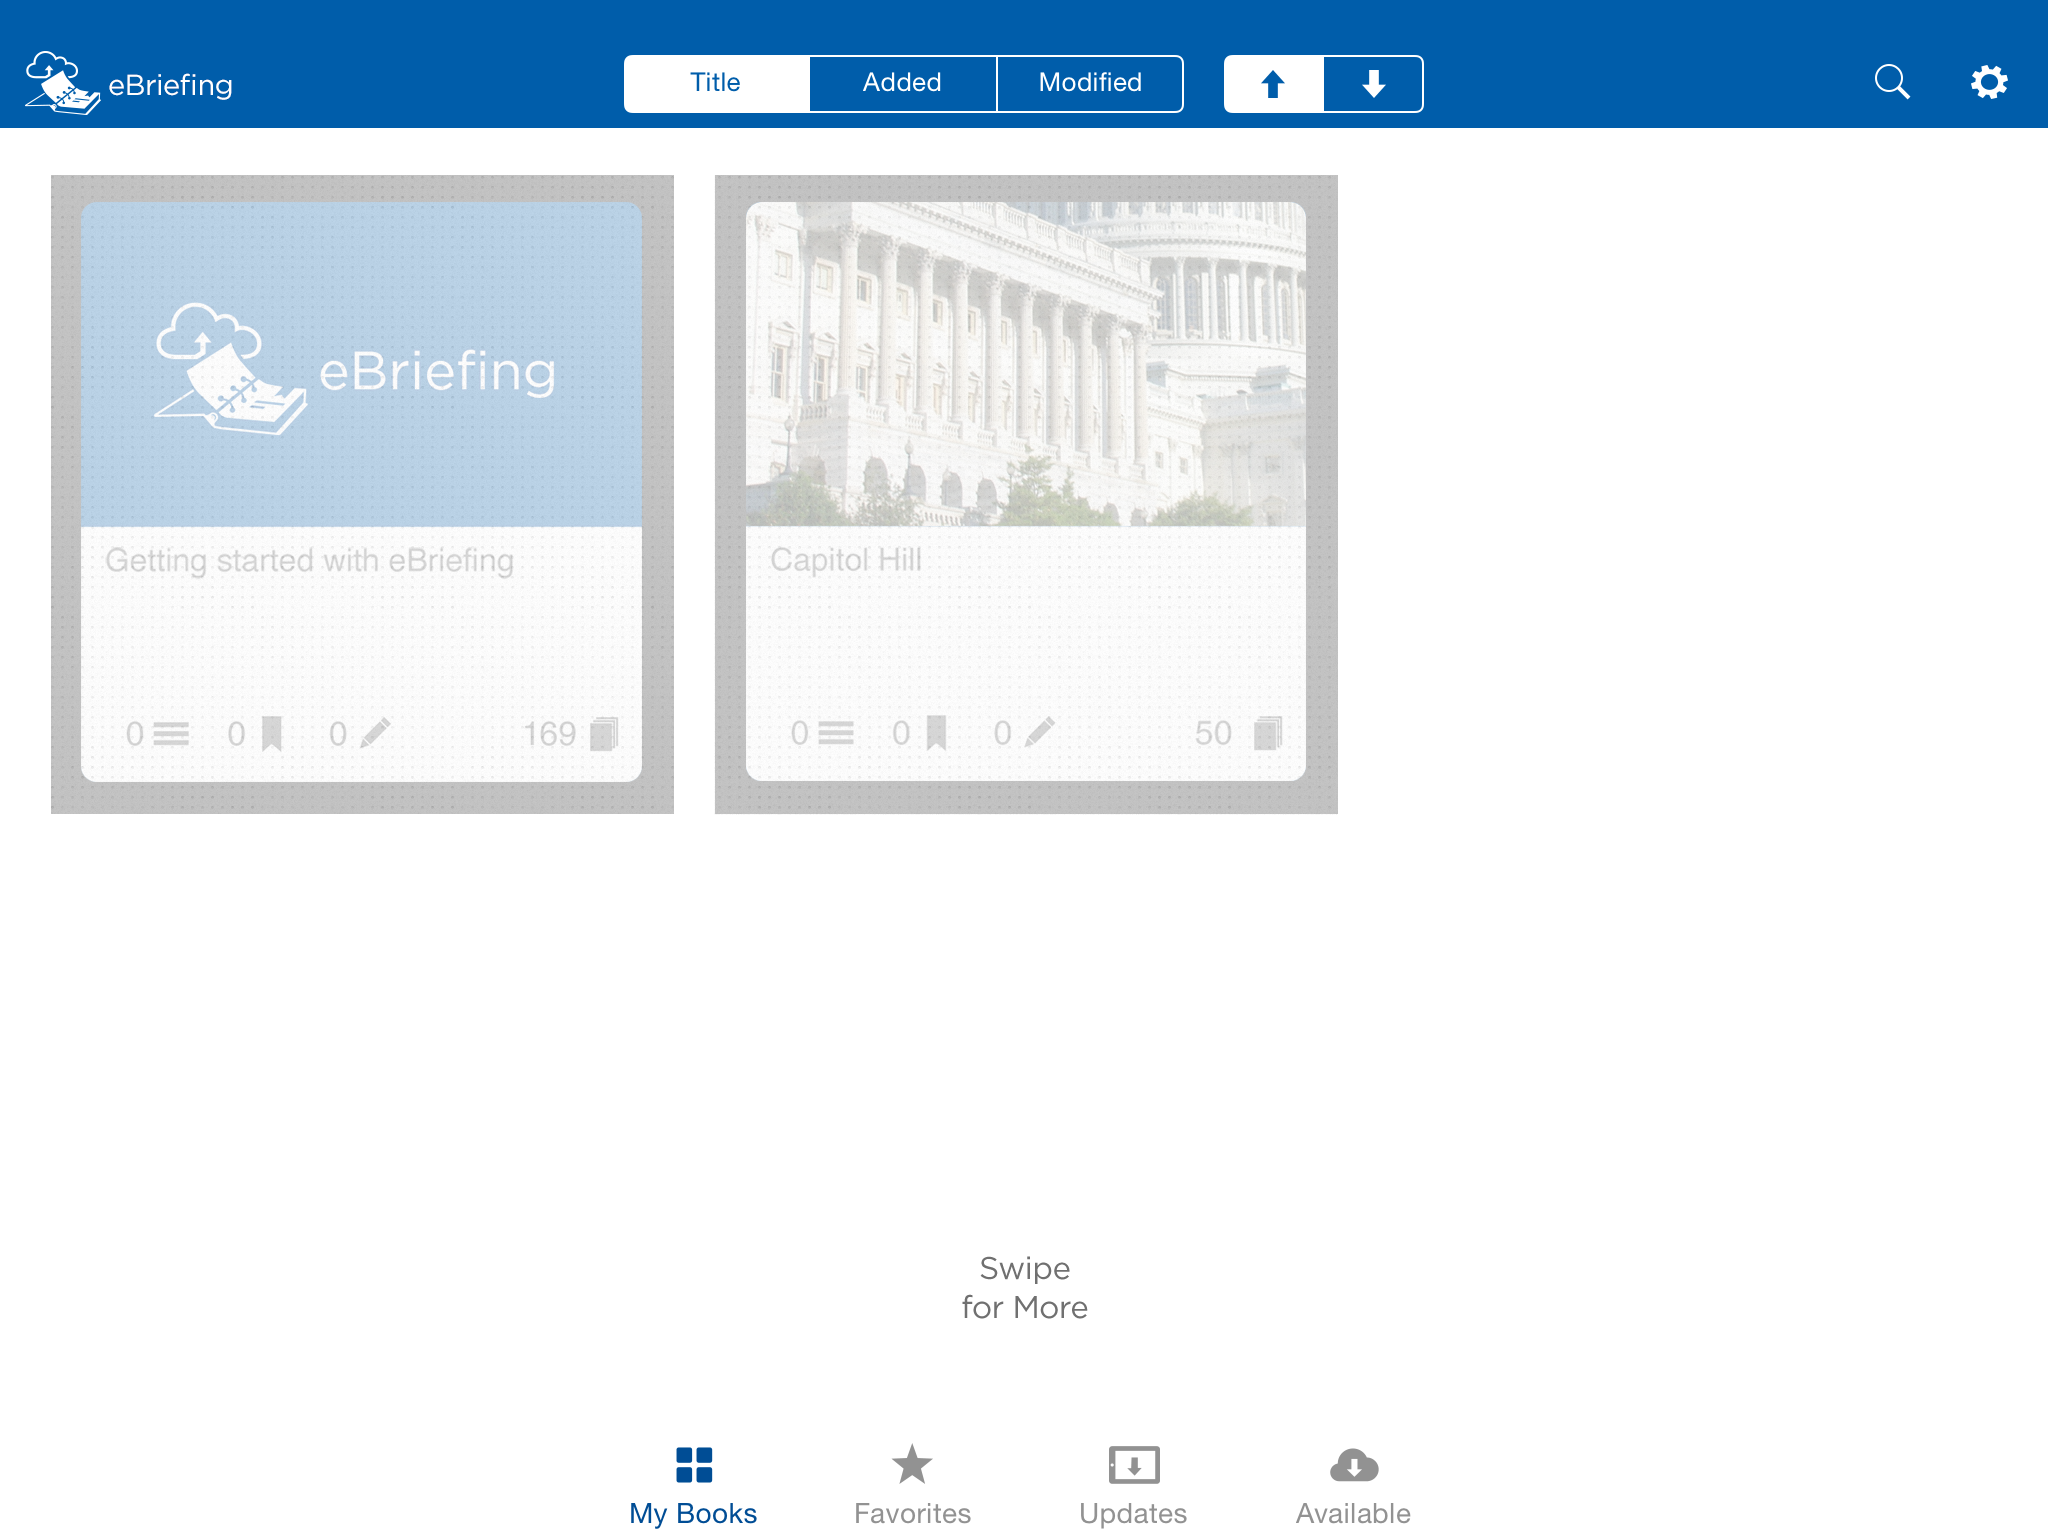 eBriefing
Title
Added
Modified
eBriefing
Getting started with eBriefing
0 0 0 169
Capitol Hill
0 0 0 50
Swipe
for More
My Books
Favorites
Updates
Available